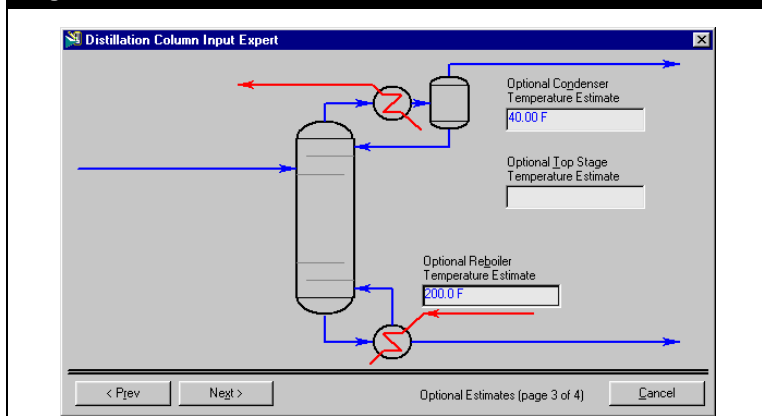 Distillation Column Input Expert
Optional Condenser
Temperature Estimate
40.00 F
Optional Top Stage
Temperature Estimate
Optional Reboiler
Temperature Estimate
200.0 F
< Prev
Next >
Optional Estimates (page 3 of 4)
Cancel